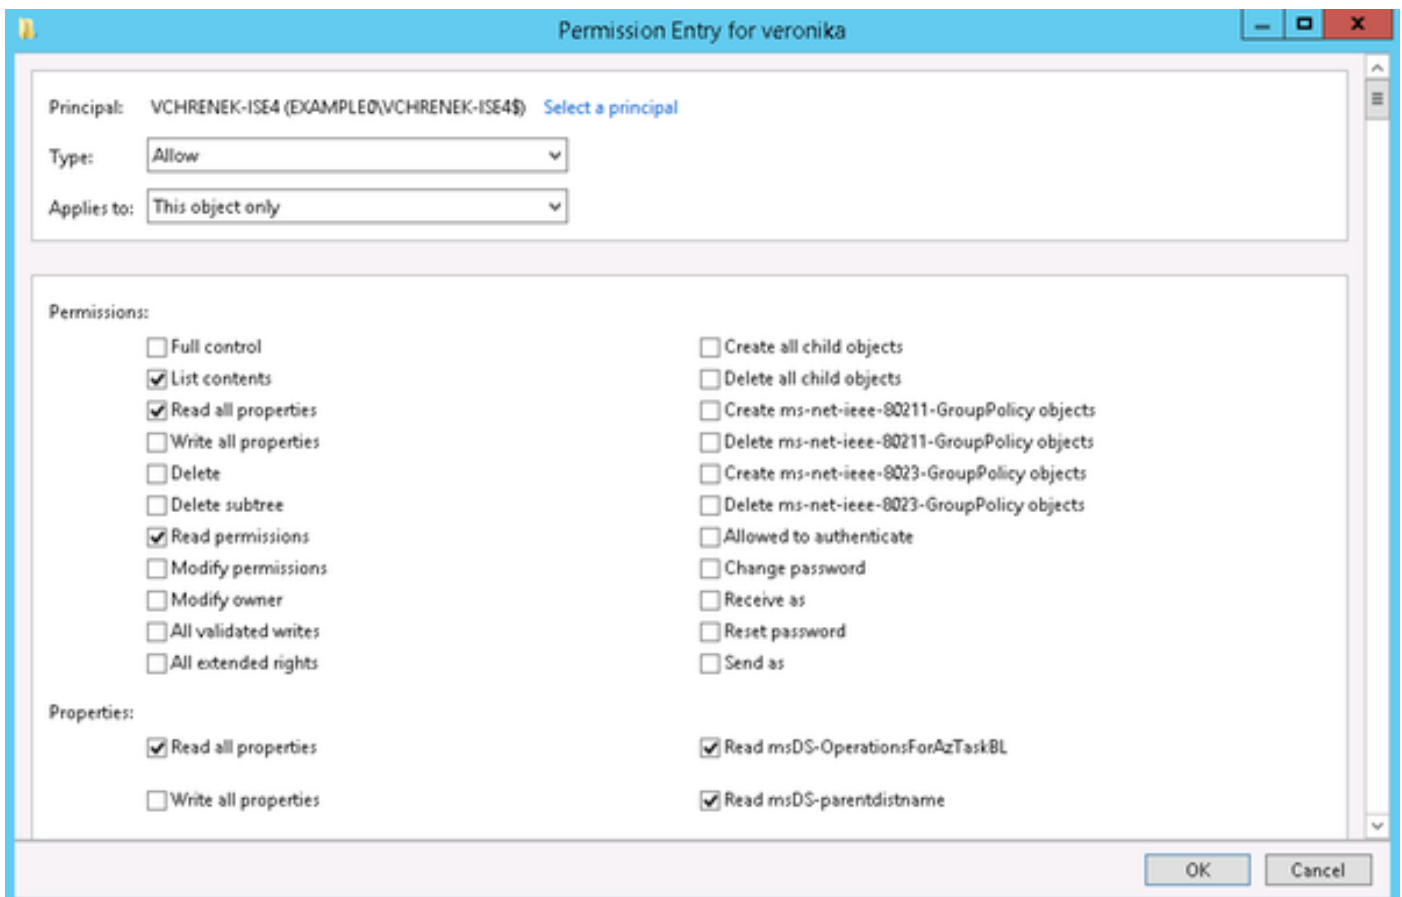 Permission Entry for veronika
Principal: VCHRENEK-ISE4 (EXAMPLE0\VCHRENEK-ISE4$) Select a principal
Type: Allow
Applies to: This object only
Permissions:
Full control
List contents
Read all properties
Write all properties
Delete
Delete subtree
Read permissions
Modify permissions
Modify owner
All validated writes
All extended rights
Create all child objects
Delete all child objects
Create ms-net-ieee-80211-GroupPolicy objects
Delete ms-net-ieee-80211-GroupPolicy objects
Create ms-net-ieee-8023-GroupPolicy objects
Delete ms-net-ieee-8023-GroupPolicy objects
Allowed to authenticate
Change password
Receive as
Reset password
Send as
Properties:
Read all properties
Write all properties
Read msDS-OperationsForAzTaskBL
Read msDS-parentdistname
OK
Cancel